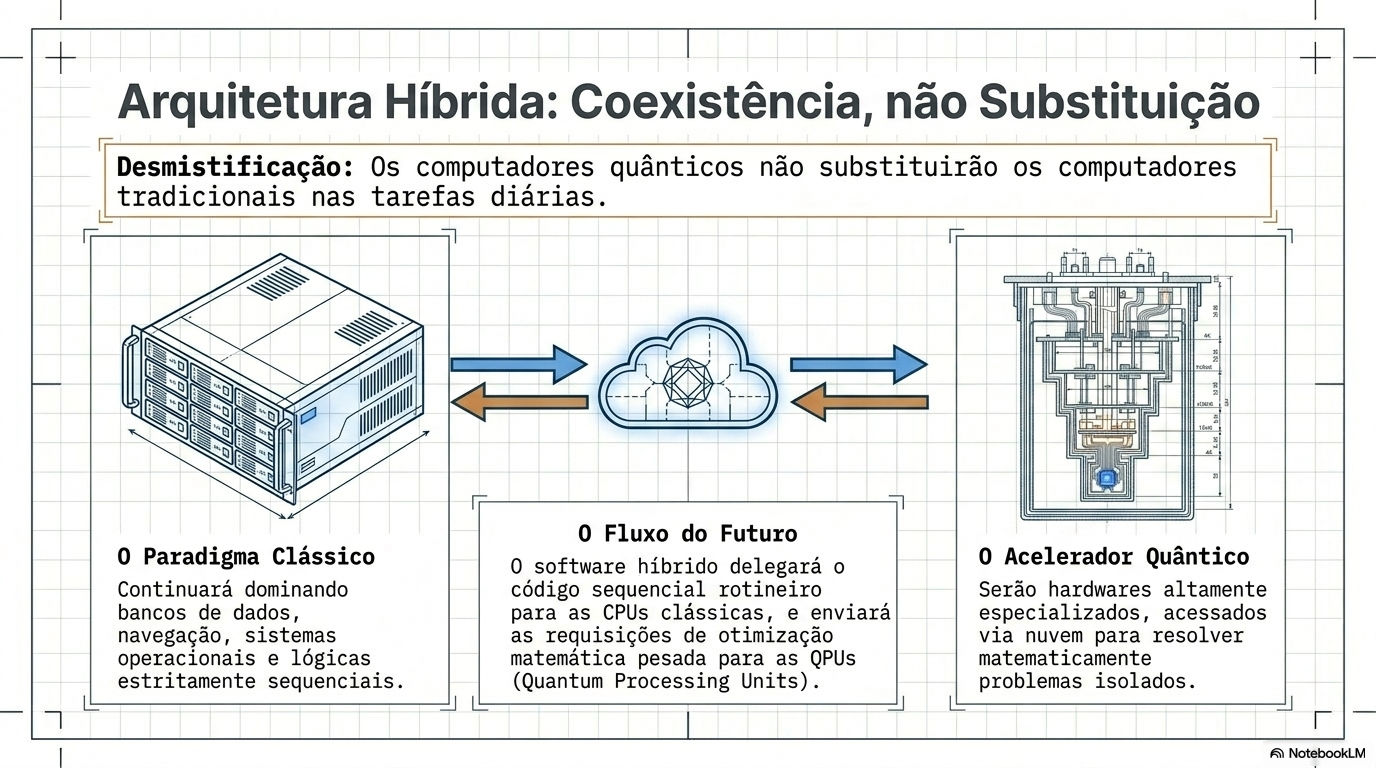 Arquitetura Híbrida: Coexistência, não Substituição
Desmistificação: Os computadores quânticos não substituirão os computadores
tradicionais nas tarefas diárias.
O Paradigma Clássico
Continuará dominando
bancos de dados,
navegação, sistemas
operacionais e lógicas
estritamente sequenciais.
O Fluxo do Futuro
O software híbrido delegará o
código sequencial rotineiro
para as CPUs clássicas, e enviará
as requisições de otimização
matemática pesada para as QPUs
(Quantum Processing Units).
O Acelerador Quântico
Serão hardwares altamente
especializados, acessados
via nuvem para resolver
matematicamente
problemas isolados.
NotebookLM